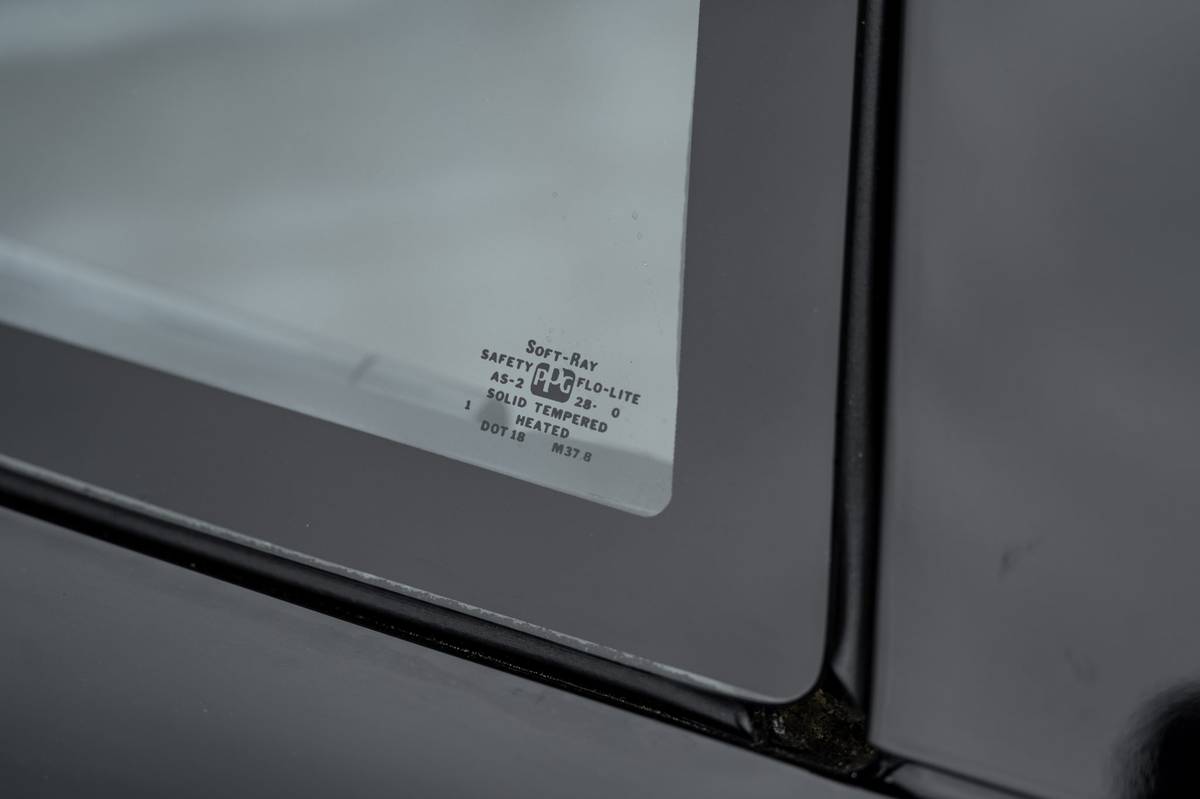 SOFT-RAY
SAFETY PPG FLO-LITE
AS-2 28- 0
SOLID TEMPERED
1 HEATED
DOT 18 M37 8